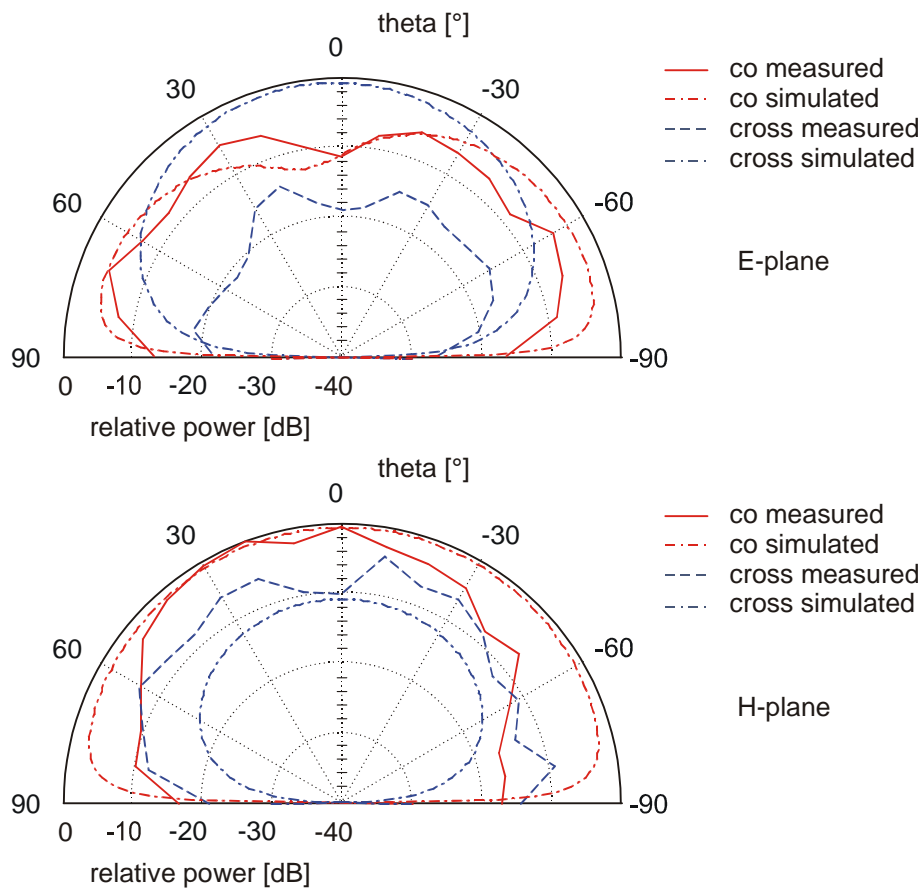 theta [°]
0
30
-30
60
-60
90
-90
0 -10 -20 -30 -40
relative power [dB]
co measured
co simulated
cross measured
cross simulated
E-plane
theta [°]
0
30
-30
60
-60
90
-90
0 -10 -20 -30 -40
relative power [dB]
co measured
co simulated
cross measured
cross simulated
H-plane